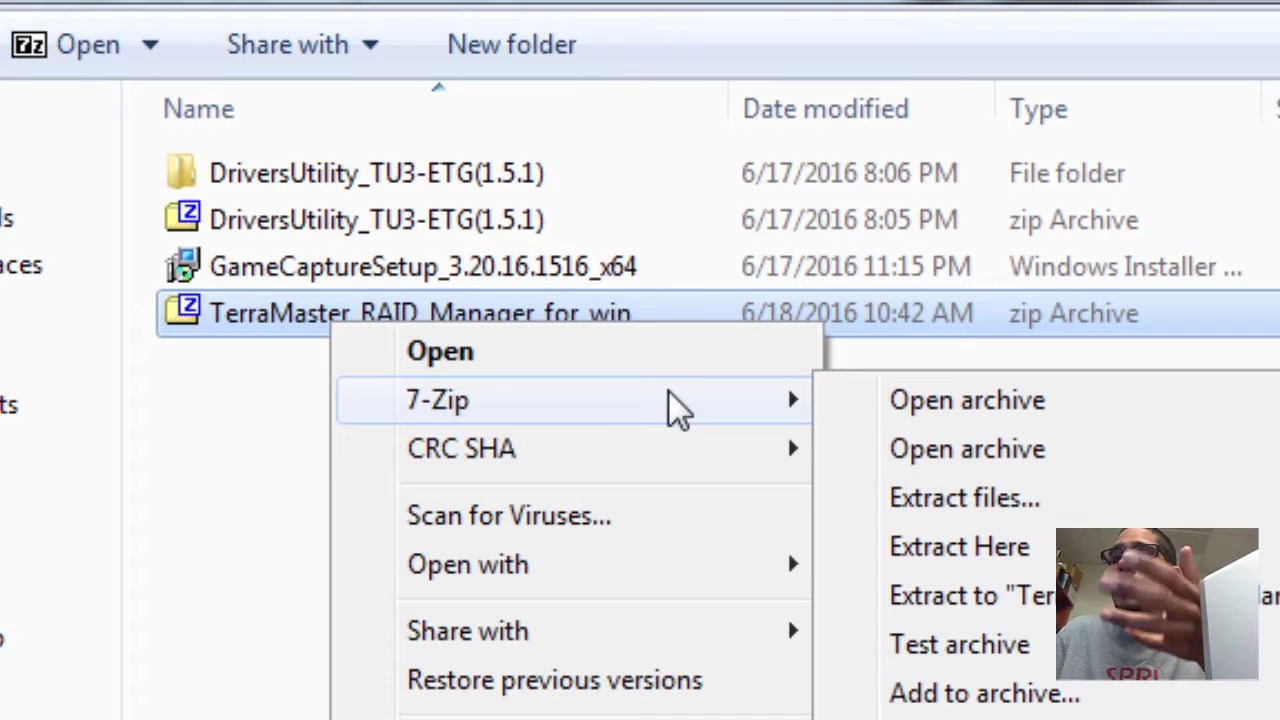 7z Open Share with New folder
Name Date modified Type
DriversUtility_TU3-ETG(1.5.1) 6/17/2016 8:06 PM File folder
DriversUtility_TU3-ETG(1.5.1) 6/17/2016 8:05 PM zip Archive
GameCaptureSetup_3.20.16.1516_x64 6/17/2016 11:15 PM Windows Installer ...
TerraMaster_RAID_Manager_for_win 6/18/2016 10:42 AM zip Archive
Open
7-Zip
CRC SHA
Scan for Viruses...
Open with
Share with
Restore previous versions
Open archive
Open archive
Extract files...
Extract Here
Extract to "Ter
Test archive
Add to archive...